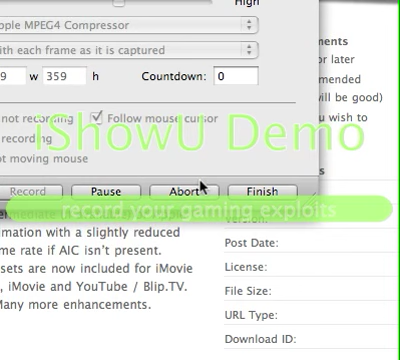 High
pple MPEG4 Compressor
ith each frame as it is captured
9 w 359 h Countdown: 0
not recording Follow mouse cursor
recording
ot moving mouse
iShowU Demo
Record Pause Abort Finish
record your gaming exploits
mation with a slightly reduced
me rate if AIC isn't present.
sets are now included for iMovie
, iMovie and YouTube / Blip.TV.
Many more enhancements.
ments
or later
mended
will be good)
u wish to
s
Post Date:
License:
File Size:
URL Type:
Download ID: